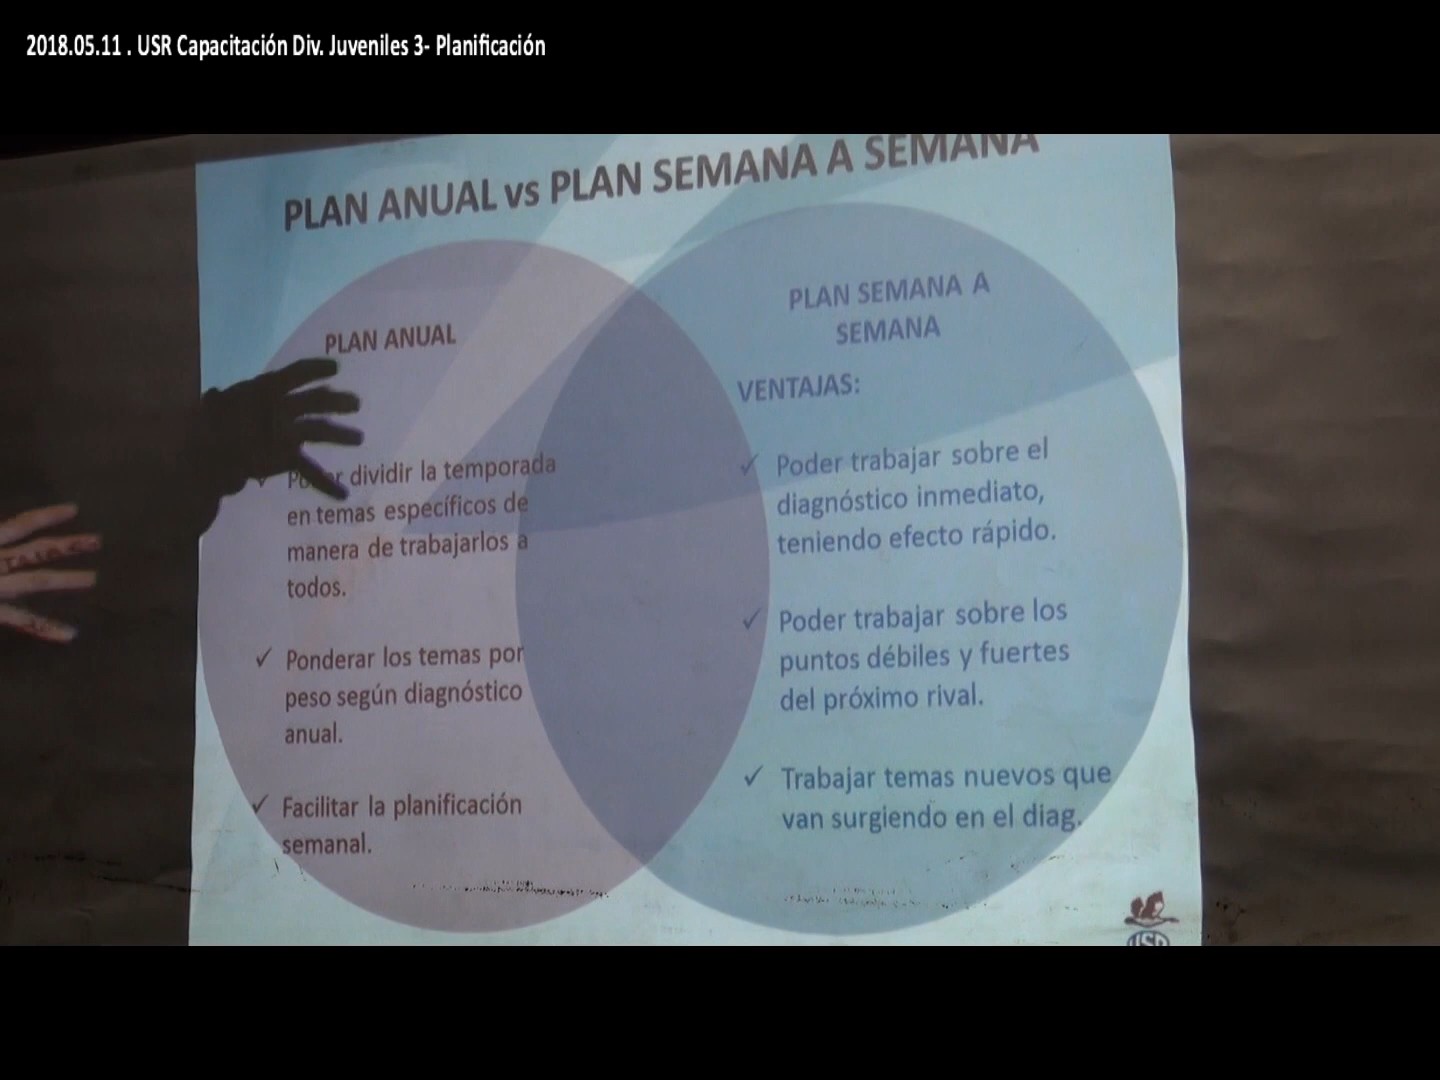 2018.05.11 . USR Capacitación Div. Juveniles 3- Planificación
PLAN ANUAL vs PLAN SEMANA A SEMANA
PLAN ANUAL
dividir la temporada
en temas específicos de
manera de trabajarlos a
todos.
✓ Ponderar los temas por
peso según diagnóstico
anual.
✓ Facilitar la planificación
semanal.
PLAN SEMANA A
SEMANA
VENTAJAS:
✓ Poder trabajar sobre el
diagnóstico inmediato,
teniendo efecto rápido.
✓ Poder trabajar sobre los
puntos débiles y fuertes
del próximo rival.
✓ Trabajar temas nuevos que
van surgiendo en el diag.
USR